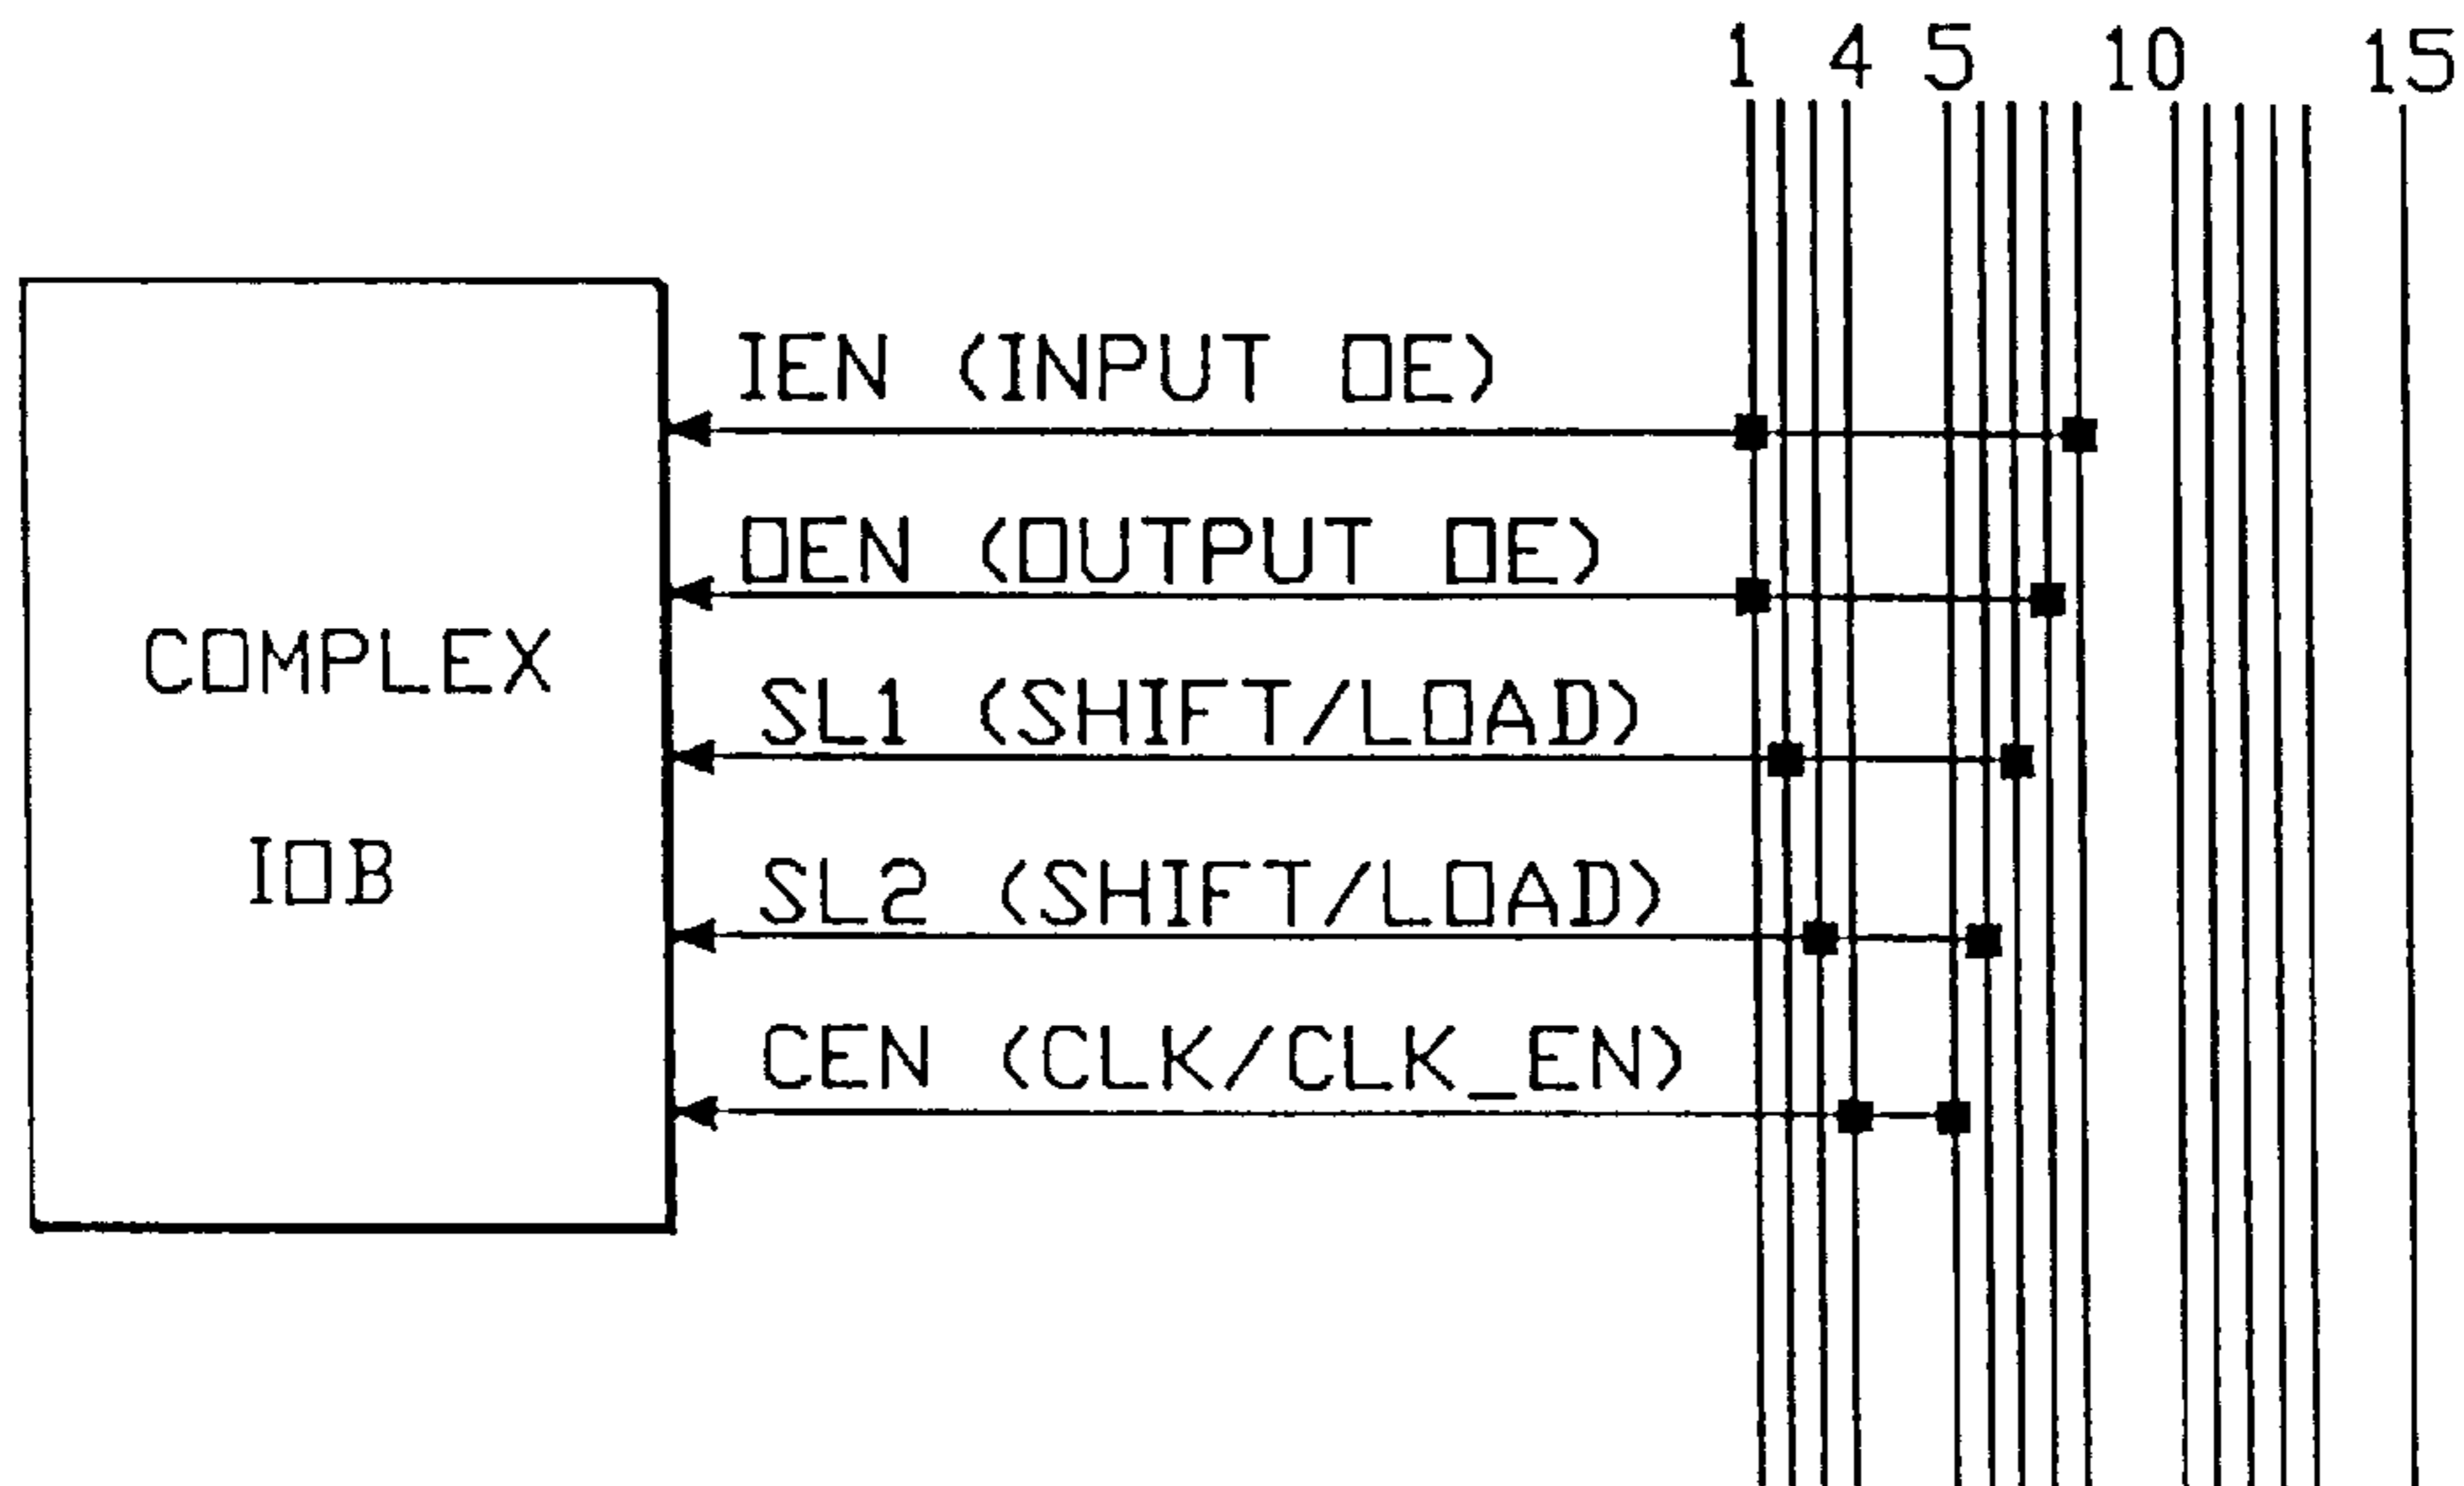 1 4 5 10 15
IEN (INPUT OE)
OEN (OUTPUT OE)
SL1 (SHIFT/LOAD)
SL2 (SHIFT/LOAD)
CEN (CLK/CLK_EN)
COMPLEX
IOB